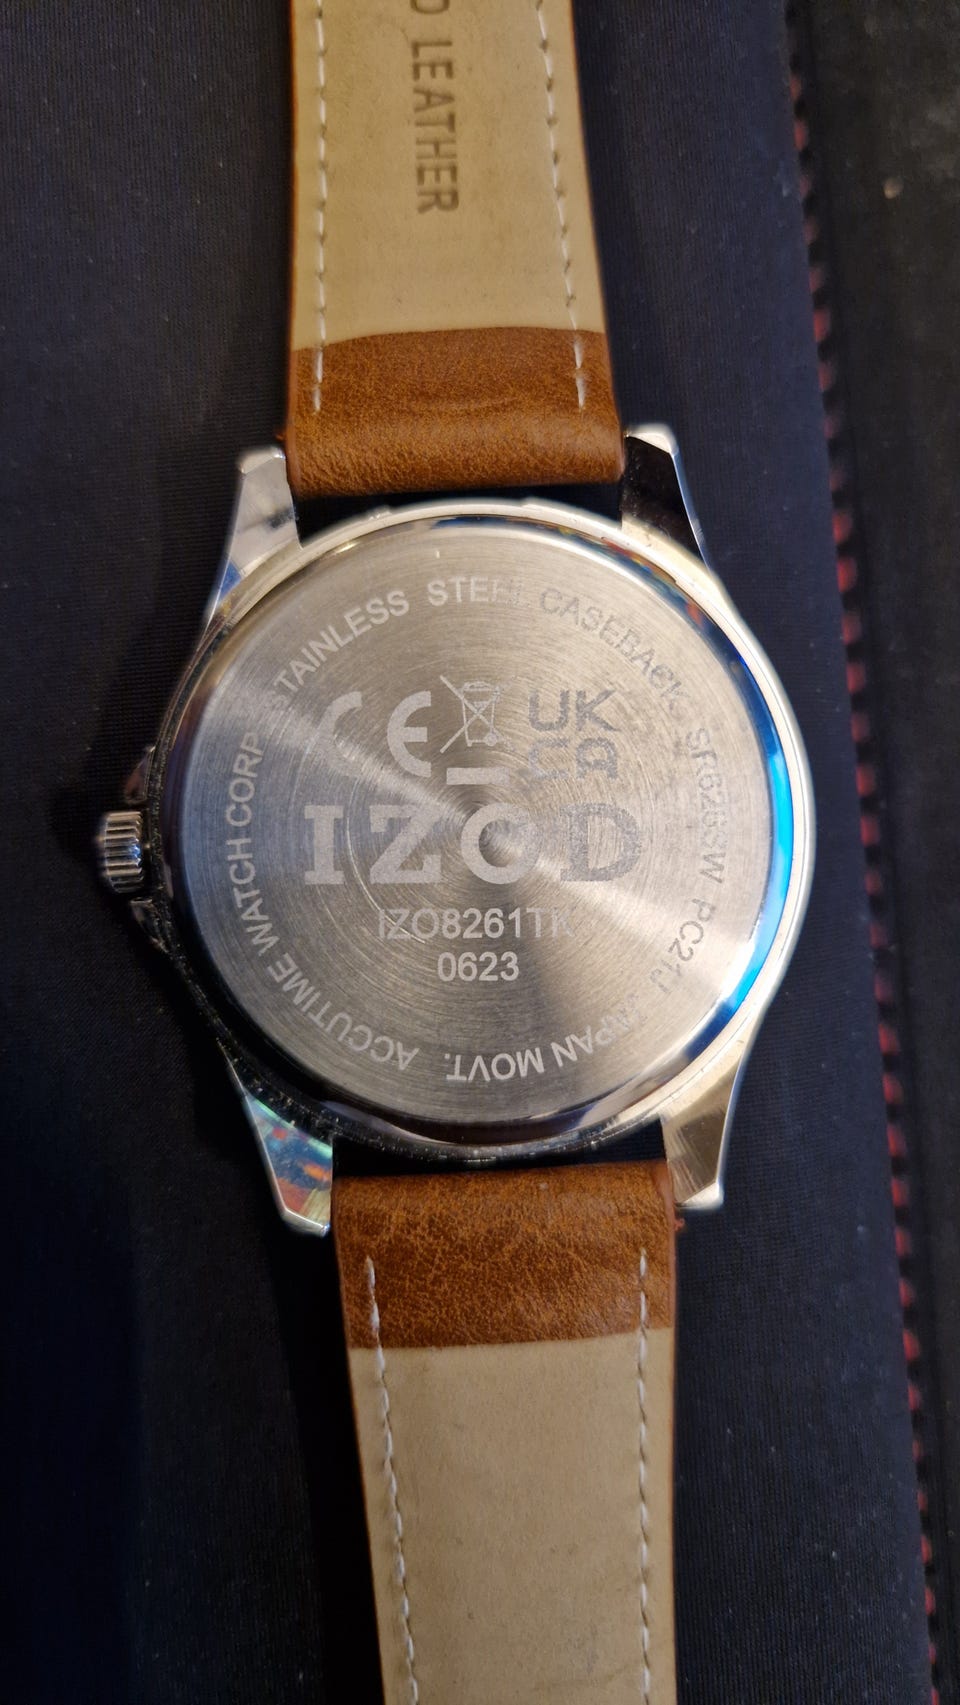 LEATHER
STAINLESS STEEL CASEBACK SR626SW PC21J JAPAN MOVT. ACCUTIME WATCH CORP
CE UK
CA
IZOD
IZO8261TK
0623